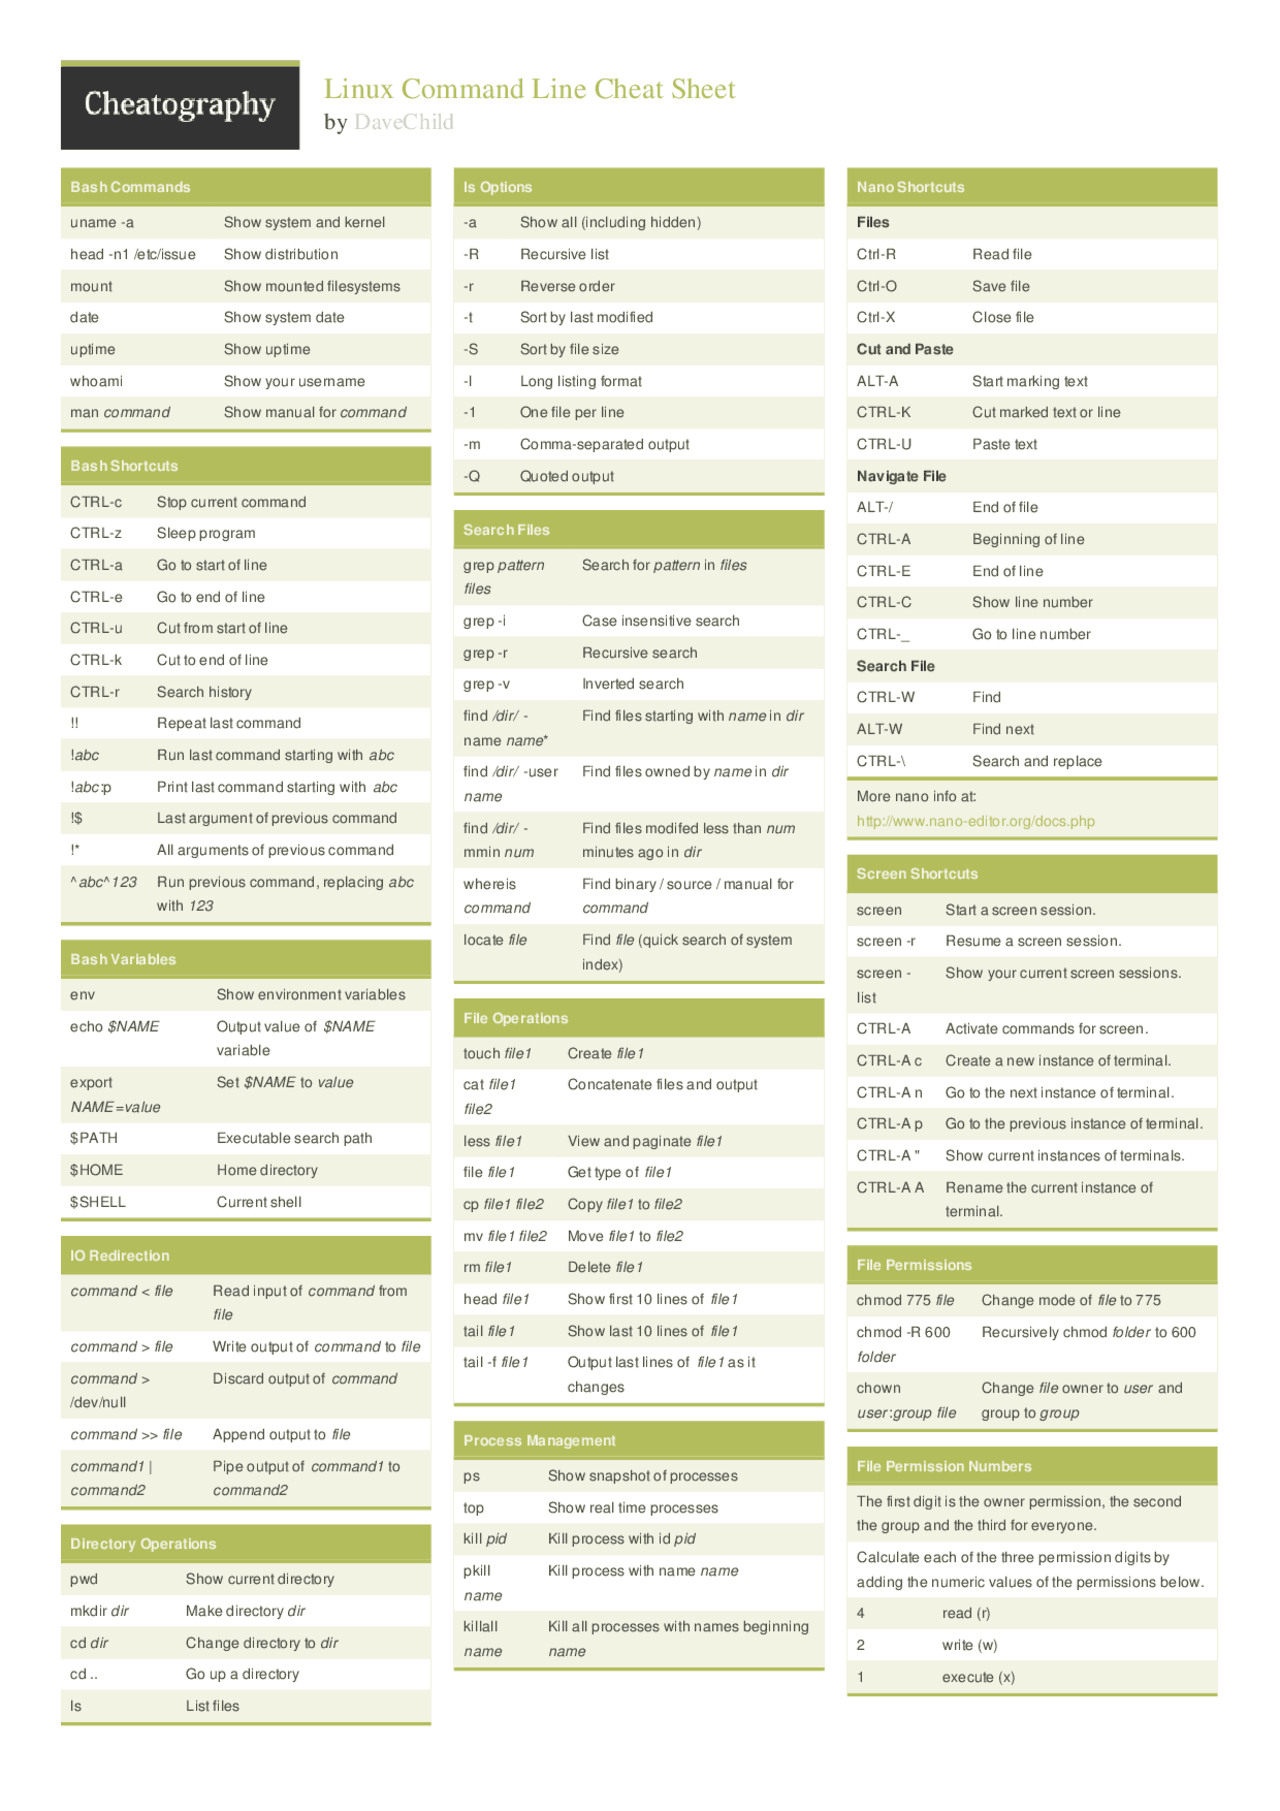 Cheatography
Linux Command Line Cheat Sheet
by DaveChild
Bash Commands
uname -a Show system and kernel
head -n1 /etc/issue Show distribution
mount Show mounted filesystems
date Show system date
uptime Show uptime
whoami Show your username
man command Show manual for command
Bash Shortcuts
CTRL-c Stop current command
CTRL-z Sleep program
CTRL-a Go to start of line
CTRL-e Go to end of line
CTRL-u Cut from start of line
CTRL-k Cut to end of line
CTRL-r Search history
!! Repeat last command
!abc Run last command starting with abc
!abc:p Print last command starting with abc
!$ Last argument of previous command
!* All arguments of previous command
^abc^123 Run previous command, replacing abc
with 123
Bash Variables
env Show environment variables
echo $NAME Output value of $NAME
variable
export Set $NAME to value
NAME=value
$PATH Executable search path
$HOME Home directory
$SHELL Current shell
IO Redirection
command < file Read input of command from
file
command > file Write output of command to file
command > Discard output of command
/dev/null
command >> file Append output to file
command1 | Pipe output of command1 to
command2 command2
Directory Operations
pwd Show current directory
mkdir dir Make directory dir
cd dir Change directory to dir
cd .. Go up a directory
ls List files
ls Options
-a Show all (including hidden)
-R Recursive list
-r Reverse order
-t Sort by last modified
-S Sort by file size
-l Long listing format
-1 One file per line
-m Comma-separated output
-Q Quoted output
Search Files
grep pattern Search for pattern in files
files
grep -i Case insensitive search
grep -r Recursive search
grep -v Inverted search
find /dir/ - Find files starting with name in dir
name name*
find /dir/ -user Find files owned by name in dir
name
find /dir/ - Find files modifed less than num
mmin num minutes ago in dir
whereis Find binary / source / manual for
command command
locate file Find file (quick search of system
index)
File Operations
touch file1 Create file1
cat file1 Concatenate files and output
file2
less file1 View and paginate file1
file file1 Get type of file1
cp file1 file2 Copy file1 to file2
mv file1 file2 Move file1 to file2
rm file1 Delete file1
head file1 Show first 10 lines of file1
tail file1 Show last 10 lines of file1
tail -f file1 Output last lines of file1 as it
changes
Process Management
ps Show snapshot of processes
top Show real time processes
kill pid Kill process with id pid
pkill Kill process with name name
name
killall Kill all processes with names beginning
name name
Nano Shortcuts
Files
Ctrl-R Read file
Ctrl-O Save file
Ctrl-X Close file
Cut and Paste
ALT-A Start marking text
CTRL-K Cut marked text or line
CTRL-U Paste text
Navigate File
ALT-/ End of file
CTRL-A Beginning of line
CTRL-E End of line
CTRL-C Show line number
CTRL-_ Go to line number
Search File
CTRL-W Find
ALT-W Find next
CTRL-\ Search and replace
More nano info at:
http://www.nano-editor.org/docs.php
Screen Shortcuts
screen Start a screen session.
screen -r Resume a screen session.
screen - Show your current screen sessions.
list
CTRL-A Activate commands for screen.
CTRL-A c Create a new instance of terminal.
CTRL-A n Go to the next instance of terminal.
CTRL-A p Go to the previous instance of terminal.
CTRL-A " Show current instances of terminals.
CTRL-A A Rename the current instance of
terminal.
File Permissions
chmod 775 file Change mode of file to 775
chmod -R 600 Recursively chmod folder to 600
folder
chown Change file owner to user and
user:group file group to group
File Permission Numbers
The first digit is the owner permission, the second
the group and the third for everyone.
Calculate each of the three permission digits by
adding the numeric values of the permissions below.
4 read (r)
2 write (w)
1 execute (x)